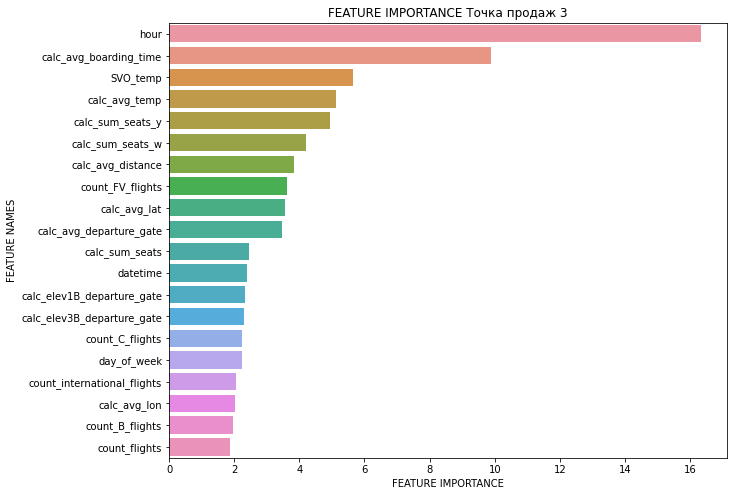 FEATURE IMPORTANCE Точка продаж 3
FEATURE NAMES
hour
calc_avg_boarding_time
SVO_temp
calc_avg_temp
calc_sum_seats_y
calc_sum_seats_w
calc_avg_distance
count_FV_flights
calc_avg_lat
calc_avg_departure_gate
calc_sum_seats
datetime
calc_elev1B_departure_gate
calc_elev3B_departure_gate
count_C_flights
day_of_week
count_international_flights
calc_avg_lon
count_B_flights
count_flights
0 2 4 6 8 10 12 14 16
FEATURE IMPORTANCE